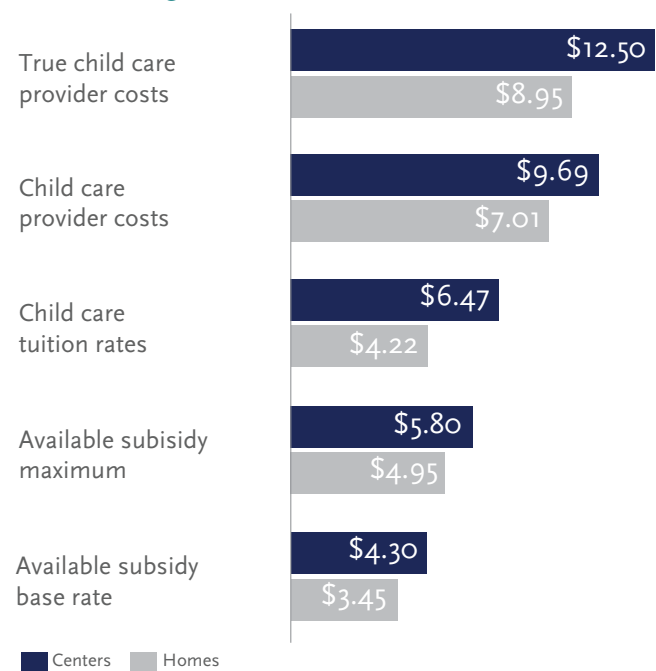 True child care
provider costs
$12.50
$8.95
Child care
provider costs
$9.69
$7.01
Child care
tuition rates
$6.47
$4.22
Available subisidy
maximum
$5.80
$4.95
Available subsidy
base rate
$4.30
$3.45
Centers
Homes